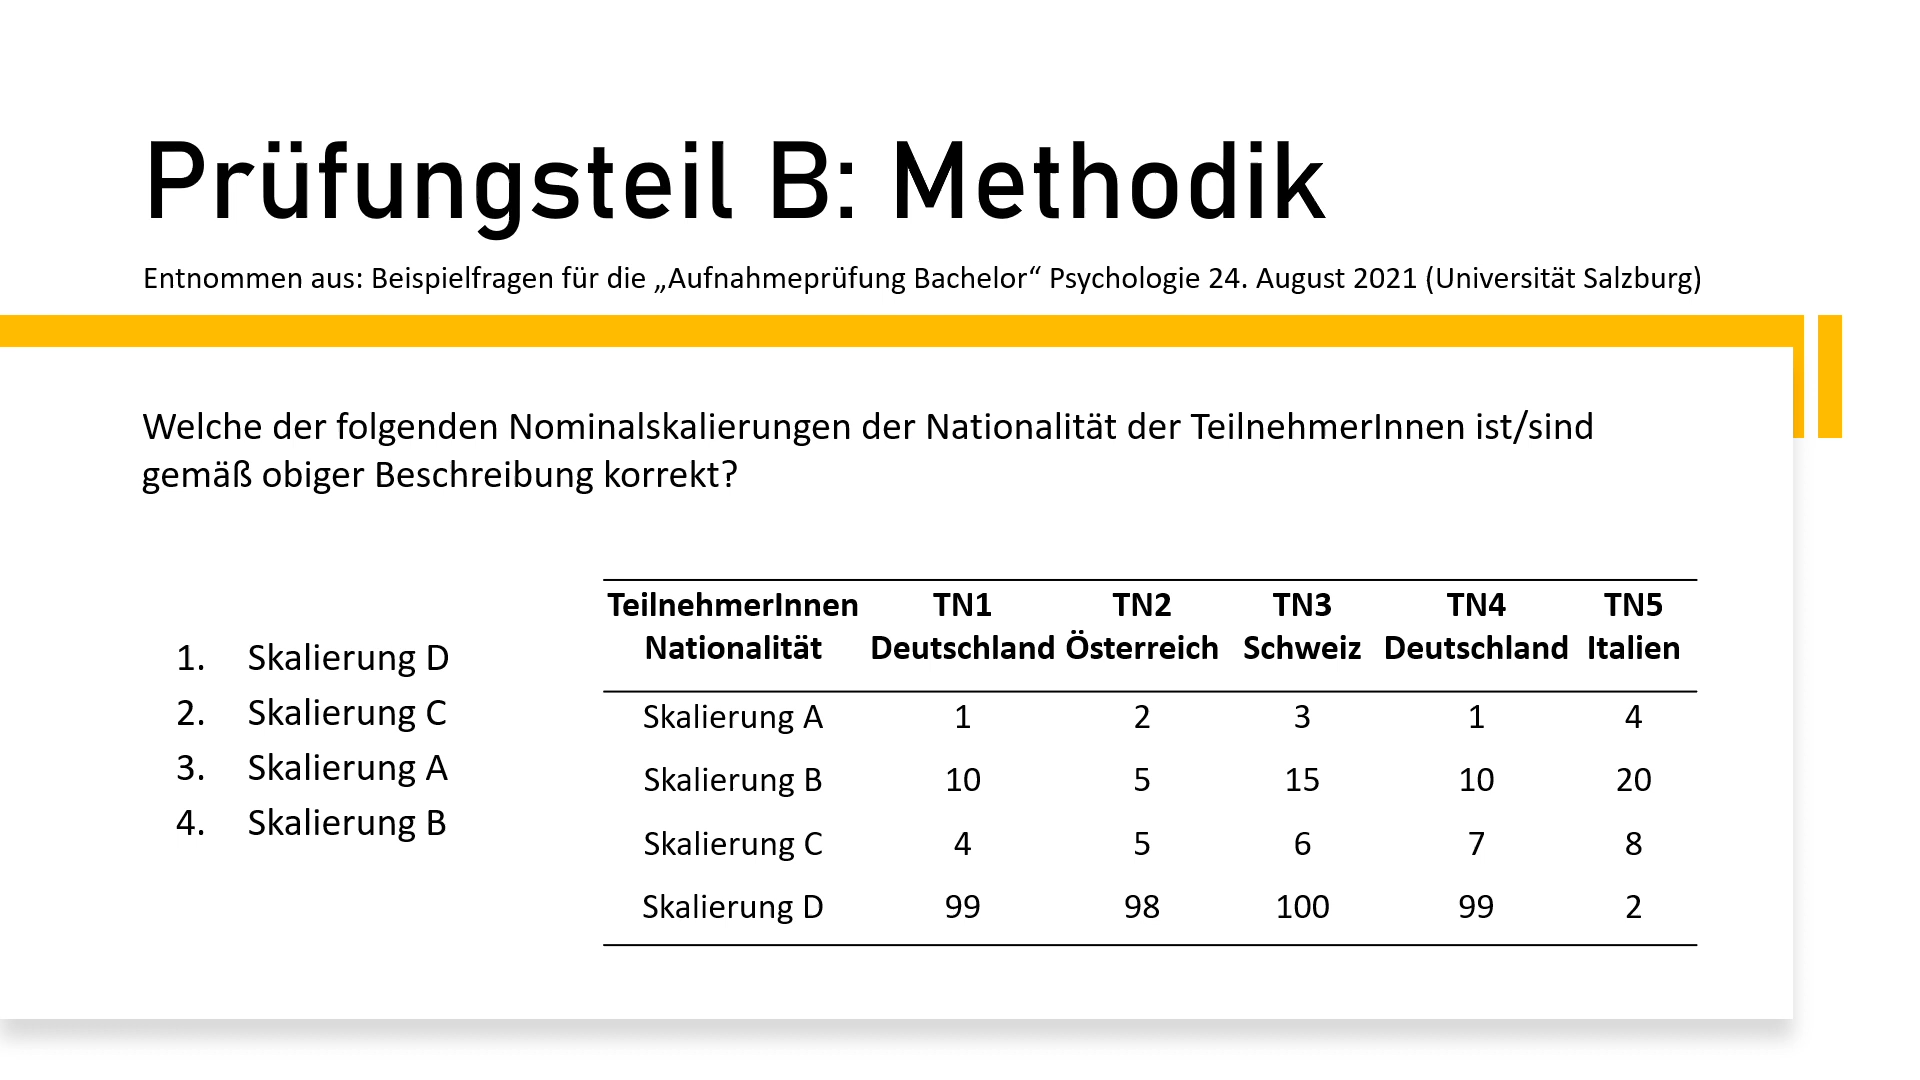 Prüfungsteil B: Methodik
Entnommen aus: Beispielfragen für die „Aufnahmeprüfung Bachelor“ Psychologie 24. August 2021 (Universität Salzburg)
Welche der folgenden Nominalskalierungen der Nationalität der TeilnehmerInnen ist/sind
gemäß obiger Beschreibung korrekt?
1. Skalierung D
2. Skalierung C
3. Skalierung A
4. Skalierung B
TeilnehmerInnen TN1 TN2 TN3 TN4 TN5
Nationalität Deutschland Österreich Schweiz Deutschland Italien
Skalierung A 1 2 3 1 4
Skalierung B 10 5 15 10 20
Skalierung C 4 5 6 7 8
Skalierung D 99 98 100 99 2